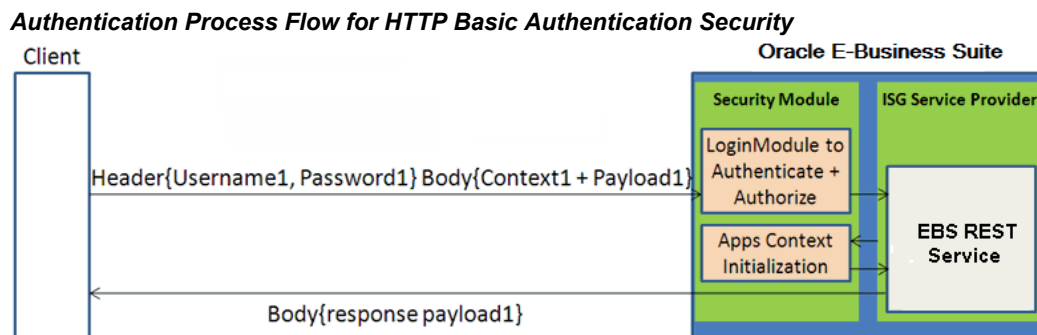 Authentication Process Flow for HTTP Basic Authentication Security
Client
Oracle E-Business Suite
Security Module
ISG Service Provider
LoginModule to
Authenticate +
Authorize
Header{Username1, Password1} Body{Context1 + Payload1}
EBS REST
Service
Apps Context
Initialization
Body{response payload1}